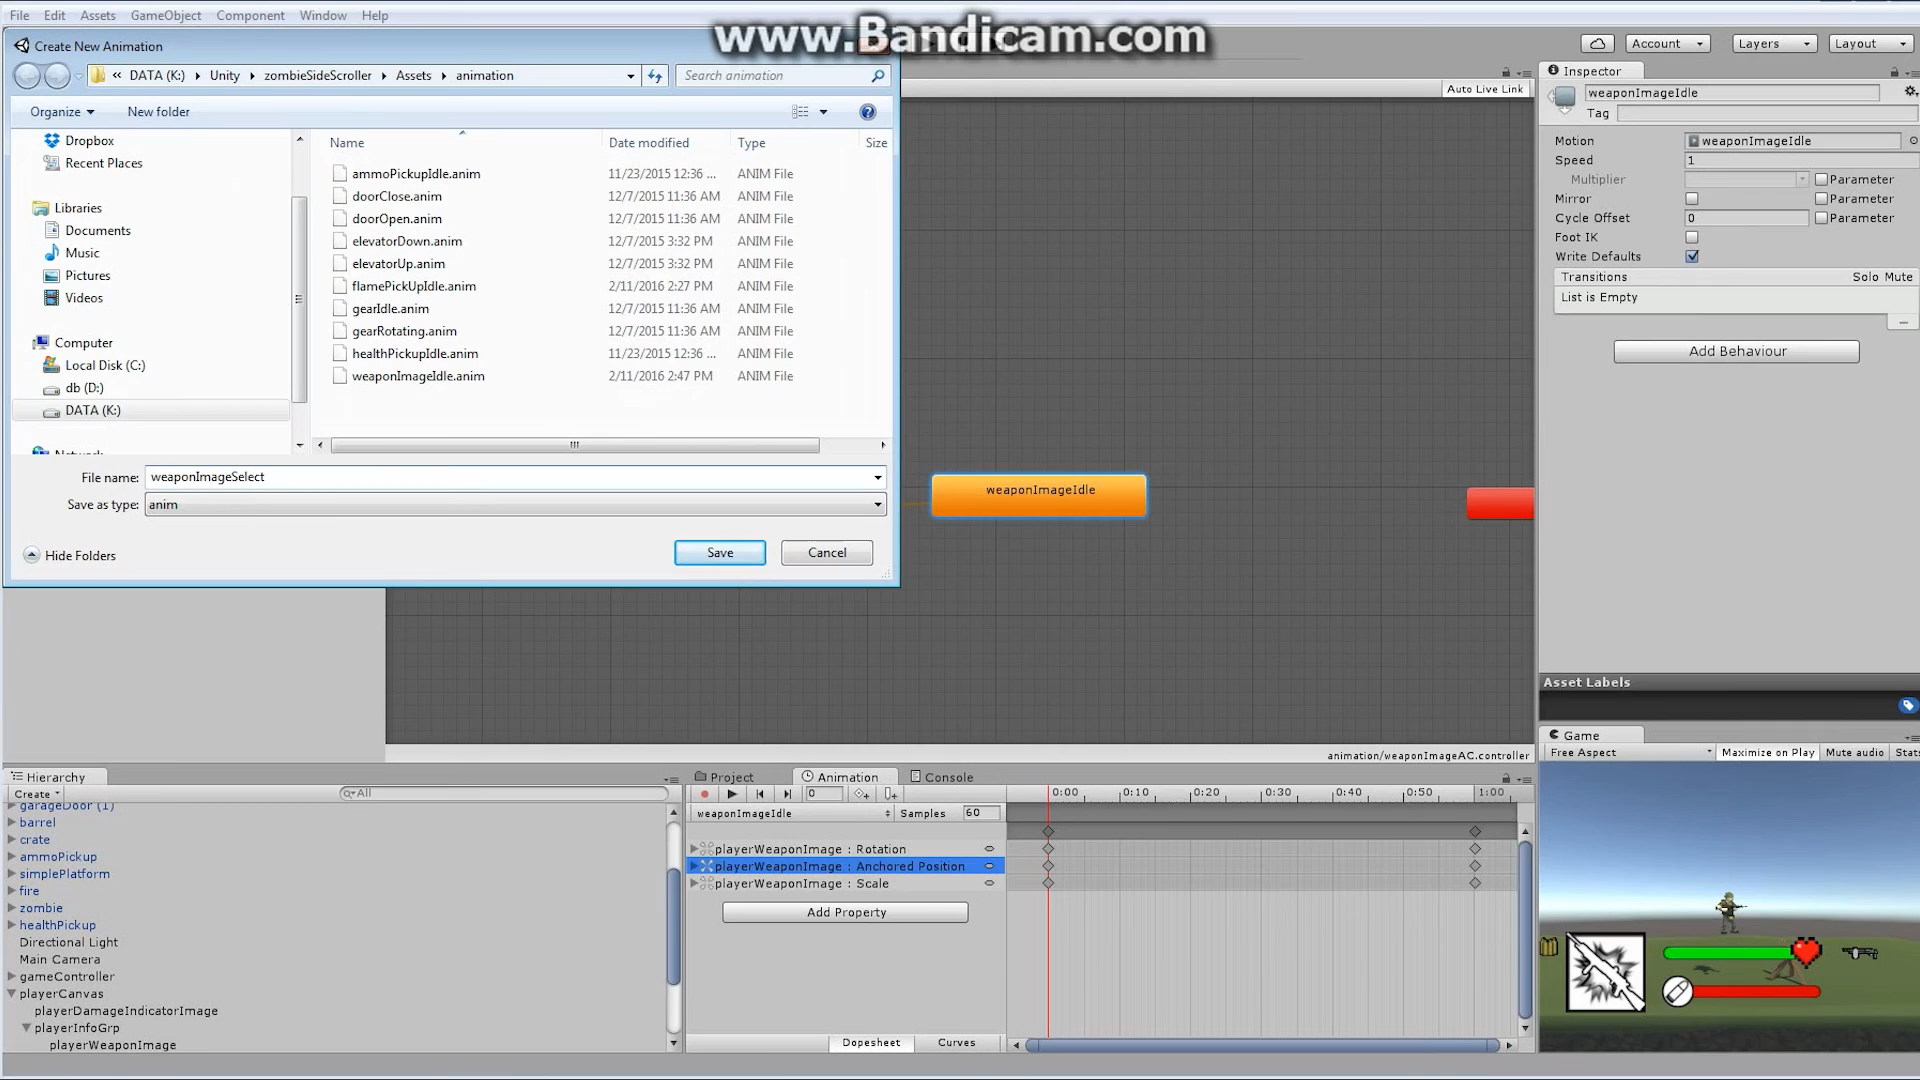 File Edit Assets GameObject Component Window Help
www.Bandicam.com
Create New Animation
Account Layers Layout
« DATA (K:) Unity zombieSideScroller Assets animation
Search animation
Organize New folder
Dropbox
Recent Places
Libraries
Documents
Music
Pictures
Videos
Computer
Local Disk (C:)
db (D:)
DATA (K:)
Name Date modified Type Size
ammoPickupIdle.anim 11/23/2015 12:36 ... ANIM File
doorClose.anim 12/7/2015 11:36 AM ANIM File
doorOpen.anim 12/7/2015 11:36 AM ANIM File
elevatorDown.anim 12/7/2015 3:32 PM ANIM File
elevatorUp.anim 12/7/2015 3:32 PM ANIM File
flamePickUpIdle.anim 2/11/2016 2:27 PM ANIM File
gearIdle.anim 12/7/2015 11:36 AM ANIM File
gearRotating.anim 12/7/2015 11:36 AM ANIM File
healthPickupIdle.anim 11/23/2015 12:36 ... ANIM File
weaponImageIdle.anim 2/11/2016 2:47 PM ANIM File
File name: weaponImageSelect
Save as type: anim
Hide Folders Save Cancel
Auto Live Link
weaponImageIdle
animation/weaponImageAC.controller
Inspector
weaponImageIdle
Tag
Motion weaponImageIdle
Speed 1
Multiplier Parameter
Mirror Parameter
Cycle Offset 0 Parameter
Foot IK
Write Defaults
Transitions Solo Mute
List is Empty
Add Behaviour
Asset Labels
Game
Free Aspect Maximize on Play Mute audio Stats
Hierarchy
Create All
garageDoor (1)
barrel
crate
ammoPickup
simplePlatform
fire
zombie
healthPickup
Directional Light
Main Camera
gameController
playerCanvas
playerDamageIndicatorImage
playerInfoGrp
playerWeaponImage
Project Animation Console
0 0:00 0:10 0:20 0:30 0:40 0:50 1:00
weaponImageIdle Samples 60
playerWeaponImage : Rotation
playerWeaponImage : Anchored Position
playerWeaponImage : Scale
Add Property
Dopesheet Curves